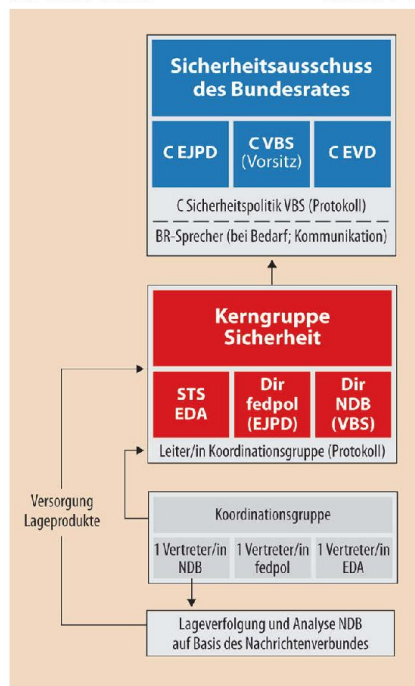 Sicherheitsausschuss
des Bundesrates
C EJPD
C VBS
(Vorsitz)
C EVD
C Sicherheitspolitik VBS (Protokoll)
BR-Sprecher (bei Bedarf; Kommunikation)
Kerngruppe
Sicherheit
STS
EDA
Dir
fedpol
(EJPD)
Dir
NDB
(VBS)
Leiter/in Koordinationsgruppe (Protokoll)
Versorgung
Lageprodukte
Koordinationsgruppe
1 Vertreter/in
NDB
1 Vertreter/in
fedpol
1 Vertreter/in
EDA
Lageverfolgung und Analyse NDB
auf Basis des Nachrichtenverbundes